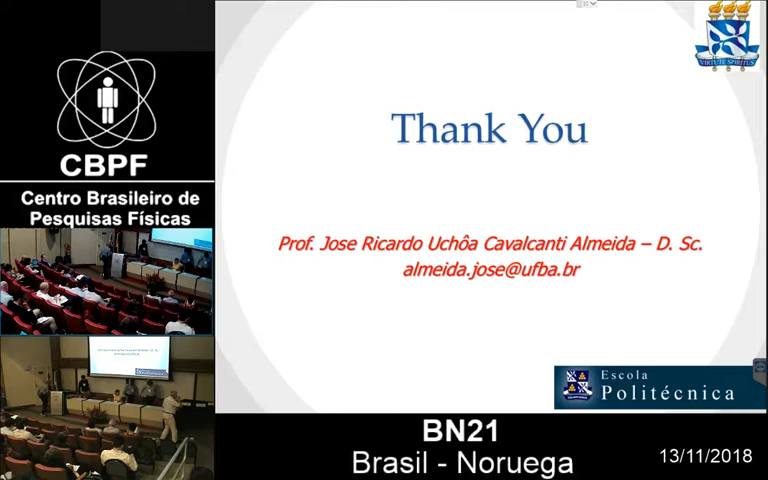 CBPF
Centro Brasileiro de
Pesquisas Físicas
VIRTUTE SPIRITUS
Thank You
Prof. Jose Ricardo Uchôa Cavalcanti Almeida – D. Sc.
almeida.jose@ufba.br
Escola
Politécnica
BN21
Brasil - Noruega
13/11/2018